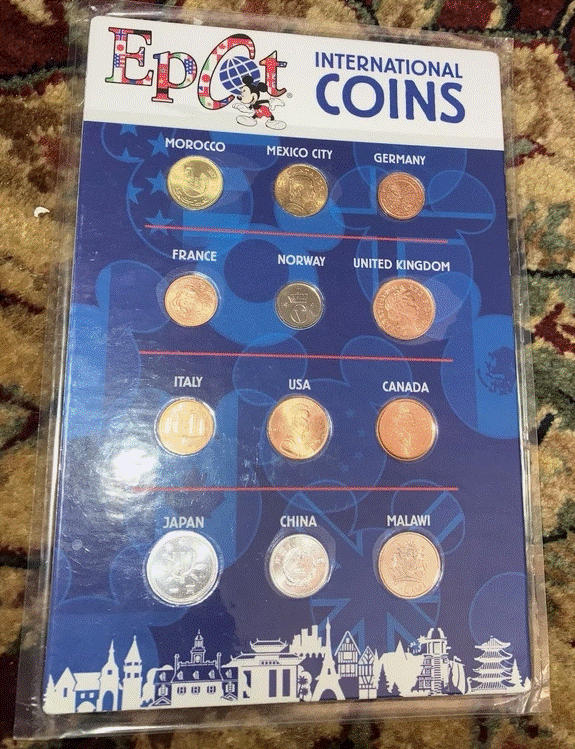 Epcot
INTERNATIONAL
COINS
MOROCCO MEXICO CITY GERMANY
FRANCE NORWAY UNITED KINGDOM
ITALY USA CANADA
JAPAN CHINA MALAWI